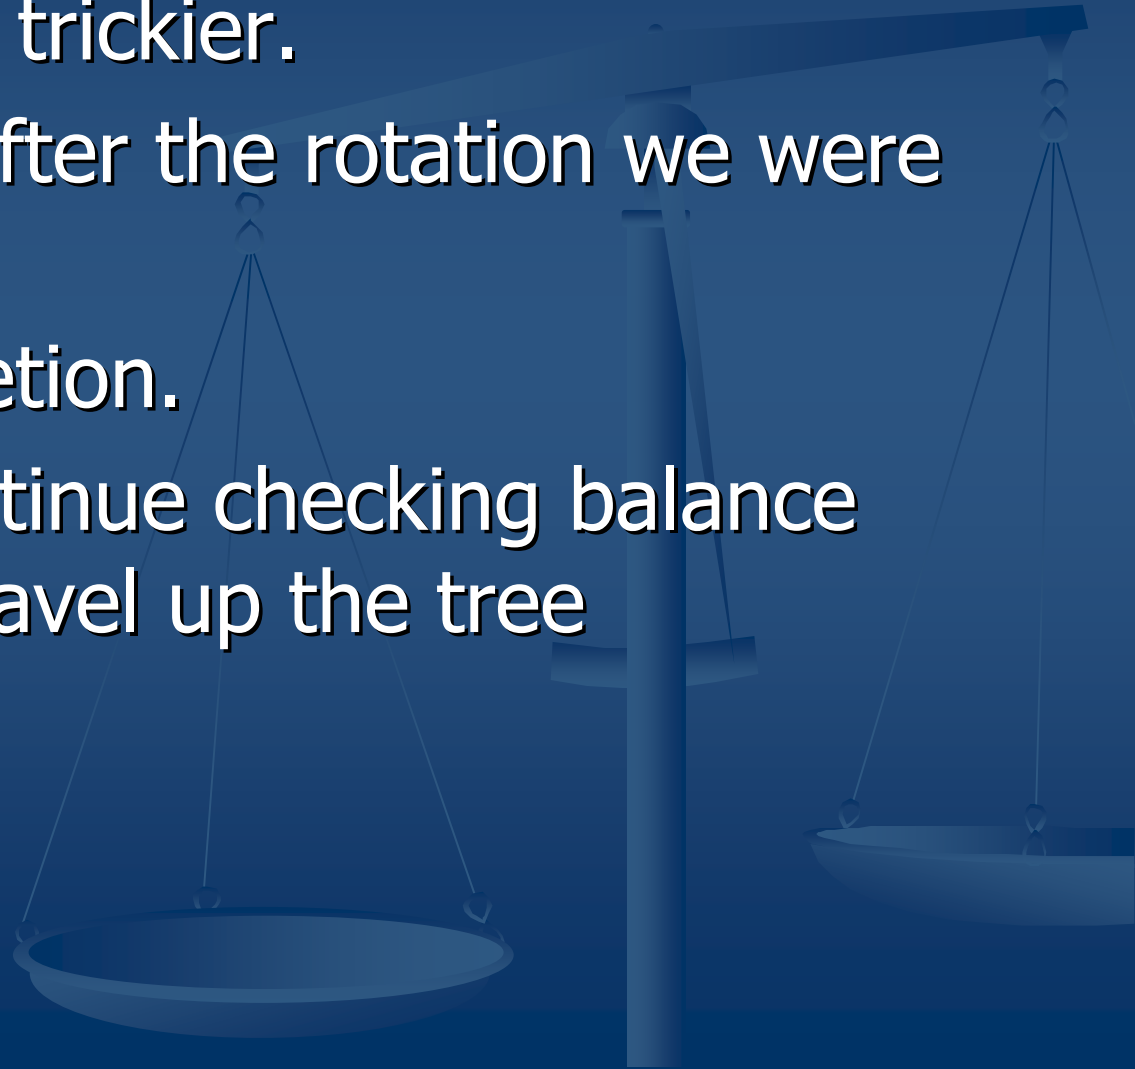 trickier.
fter the rotation we were
etion.
tinue checking balance
avel up the tree